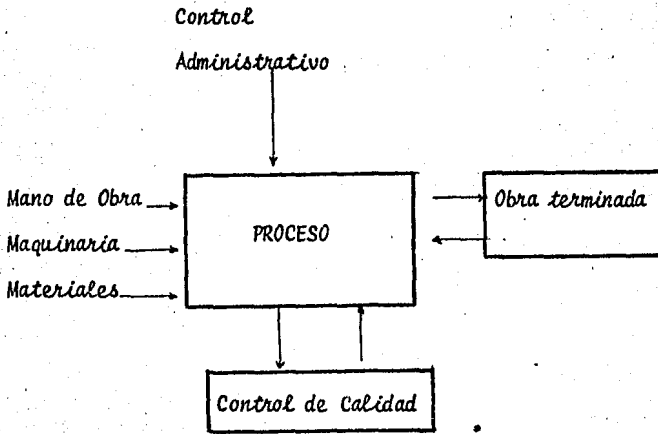 Control
Administrativo
Mano de Obra
Maquinaria
Materiales
PROCESO
Obra terminada
Control de Calidad